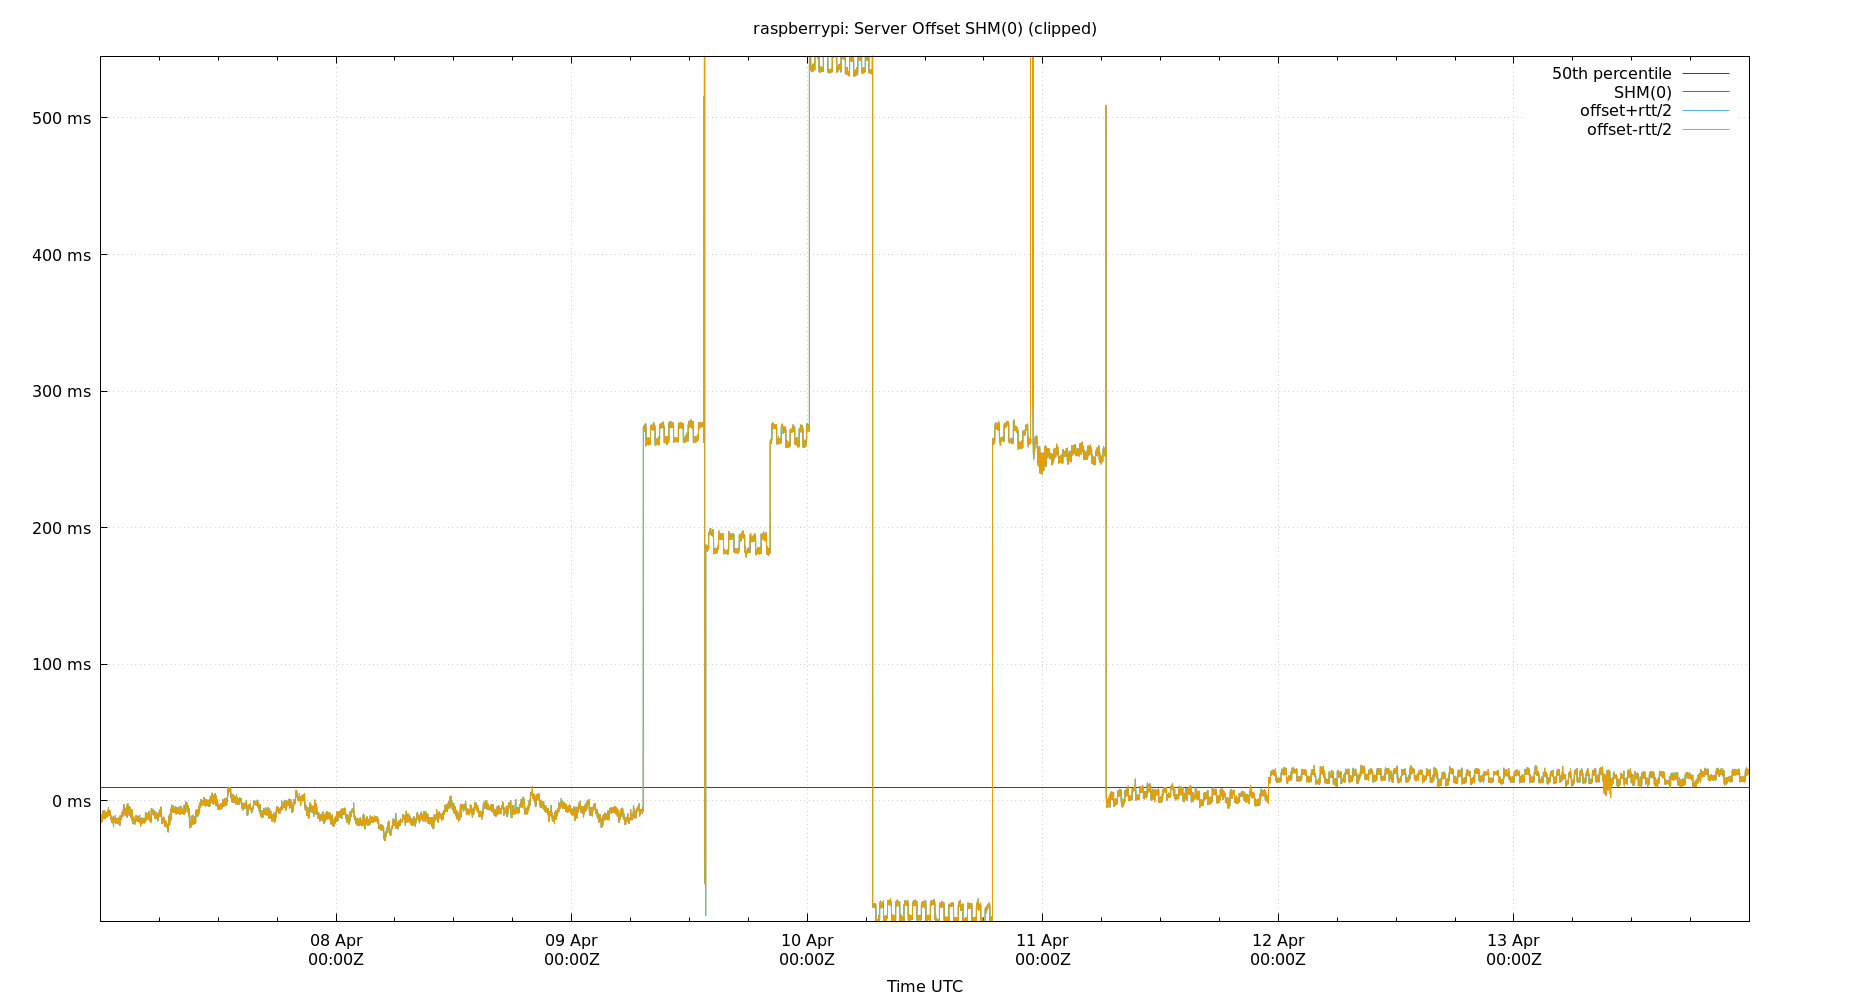 raspberrypi: Server Offset SHM(0) (clipped)
50th percentile
SHM(0)
offset+rtt/2
offset-rtt/2
500 ms
400 ms
300 ms
200 ms
100 ms
0 ms
08 Apr 09 Apr 10 Apr 11 Apr 12 Apr 13 Apr
00:00Z 00:00Z 00:00Z 00:00Z 00:00Z 00:00Z
Time UTC